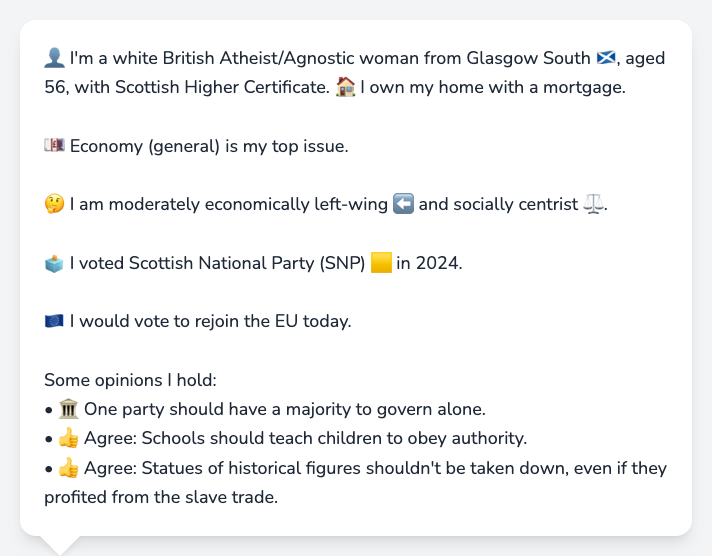 👤 I'm a white British Atheist/Agnostic woman from Glasgow South 🏴󠁧󠁢󠁳󠁣󠁴󠁿, aged
56, with Scottish Higher Certificate. 🏠 I own my home with a mortgage.
💷 Economy (general) is my top issue.
🤔 I am moderately economically left-wing ⬅️ and socially centrist ⚖️.
🗳️ I voted Scottish National Party (SNP) 🟨 in 2024.
🇪🇺 I would vote to rejoin the EU today.
Some opinions I hold:
• 🏛️ One party should have a majority to govern alone.
• 👍 Agree: Schools should teach children to obey authority.
• 👍 Agree: Statues of historical figures shouldn't be taken down, even if they
profited from the slave trade.